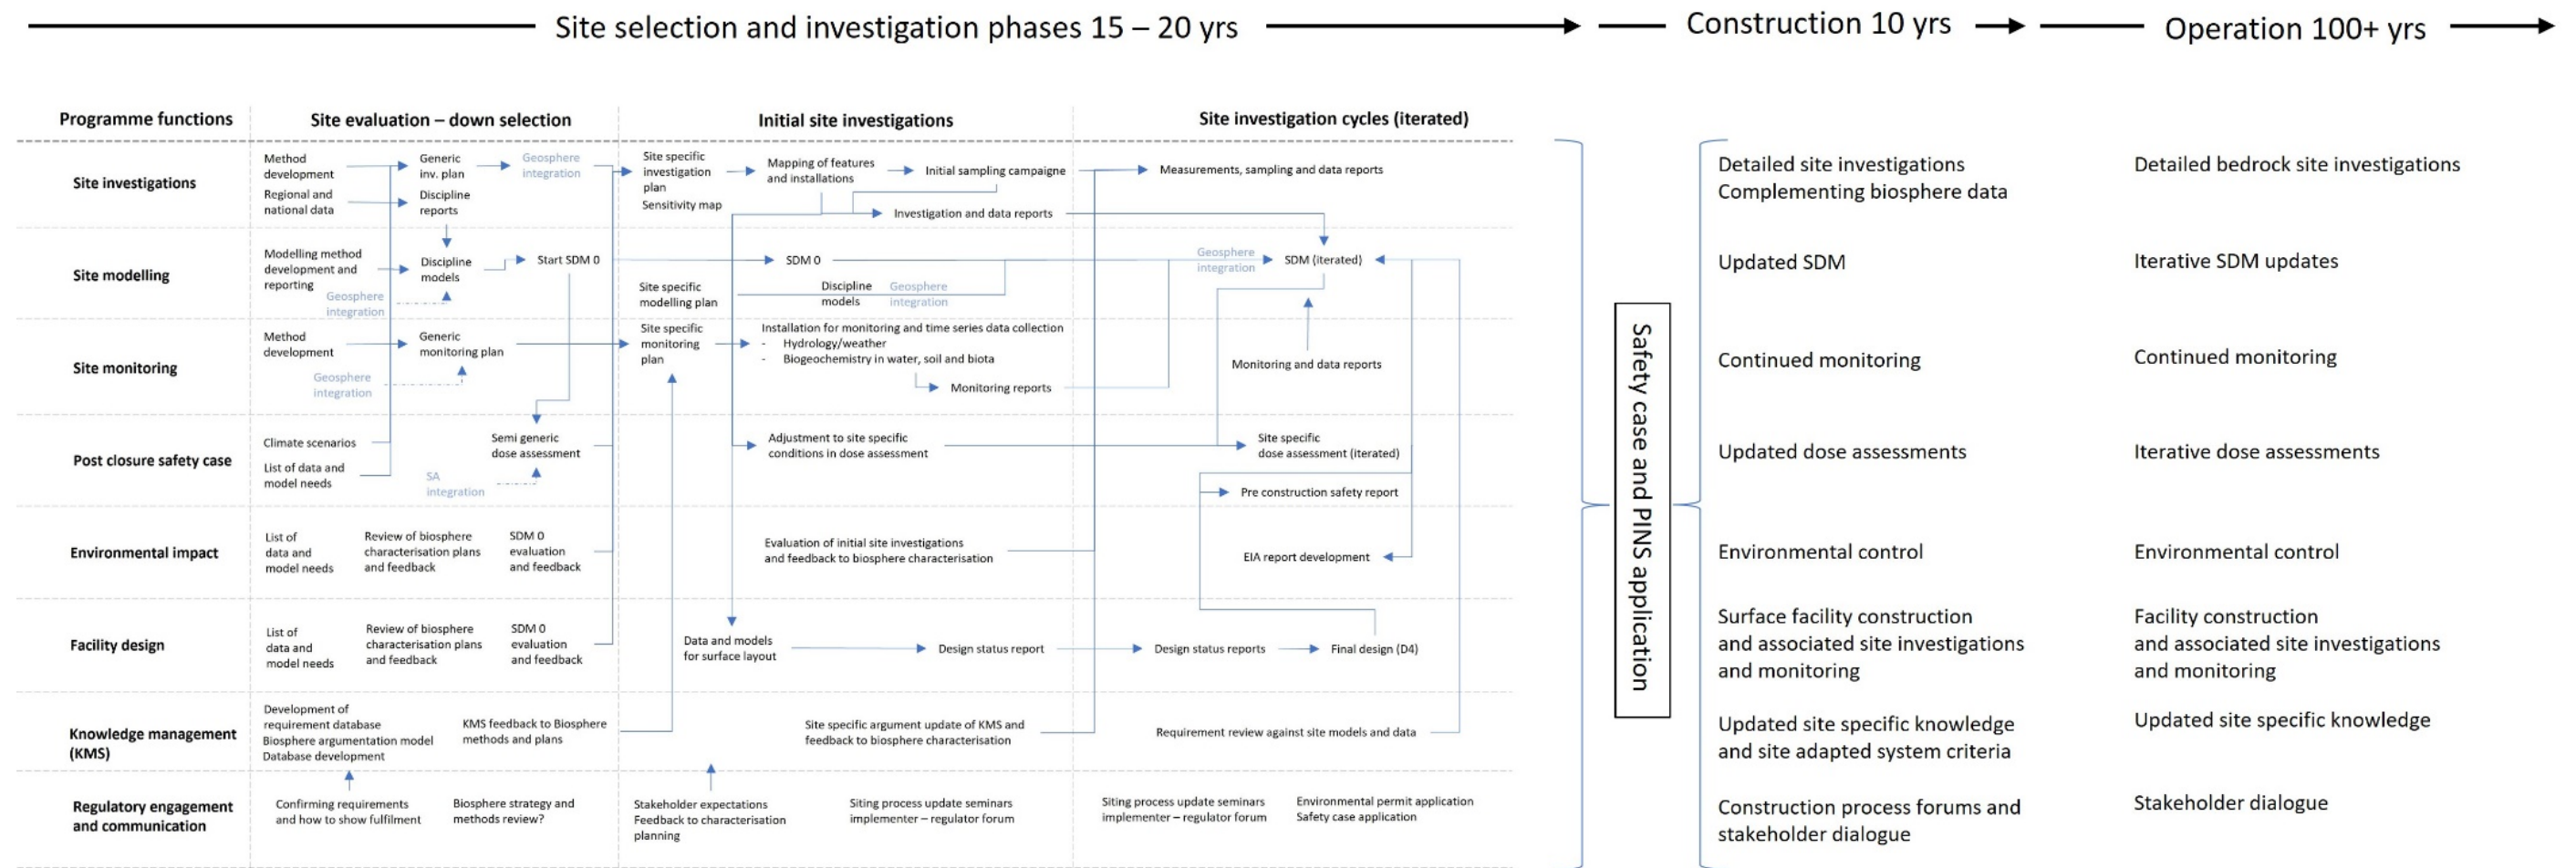 Site selection and investigation phases 15 – 20 yrs
Construction 10 yrs
Operation 100+ yrs
Programme functions
Site evaluation – down selection
Initial site investigations
Site investigation cycles (iterated)
Site investigations
Method
development
Regional and
national data
Generic
inv. plan
Discipline
reports
Geosphere
integration
Site specific
investigation
plan
Sensitivity map
Mapping of features
and installations
Initial sampling campaigne
Investigation and data reports
Measurements, sampling and data reports
Site modelling
Modelling method
development and
reporting
Geosphere
integration
Discipline
models
Start SDM 0
SDM 0
Site specific
modelling plan
Discipline
models
Geosphere
integration
Geosphere
integration
SDM (iterated)
Site monitoring
Method
development
Geosphere
integration
Generic
monitoring plan
Site specific
monitoring
plan
Installation for monitoring and time series data collection
- Hydrology/weather
- Biogeochemistry in water, soil and biota
Monitoring reports
Monitoring and data reports
Post closure safety case
Climate scenarios
List of data and
model needs
SA
integration
Semi generic
dose assessment
Adjustment to site specific
conditions in dose assessment
Site specific
dose assessment (iterated)
Pre construction safety report
Environmental impact
List of
data and
model needs
Review of biosphere
characterisation plans
and feedback
SDM 0
evaluation
and feedback
Evaluation of initial site investigations
and feedback to biosphere characterisation
EIA report development
Facility design
List of
data and
model needs
Review of biosphere
characterisation plans
and feedback
SDM 0
evaluation
and feedback
Data and models
for surface layout
Design status report
Design status reports
Final design (D4)
Knowledge management
(KMS)
Development of
requirement database
Biosphere argumentation model
Database development
KMS feedback to Biosphere
methods and plans
Site specific argument update of KMS and
feedback to biosphere characterisation
Requirement review against site models and data
Regulatory engagement
and communication
Confirming requirements
and how to show fulfilment
Biosphere strategy and
methods review?
Stakeholder expectations
Feedback to characterisation
planning
Siting process update seminars
implementer – regulator forum
Siting process update seminars
implementer – regulator forum
Environmental permit application
Safety case application
Safety case and PINS application
Detailed site investigations
Complementing biosphere data
Updated SDM
Continued monitoring
Updated dose assessments
Environmental control
Surface facility construction
and associated site investigations
and monitoring
Updated site specific knowledge
and site adapted system criteria
Construction process forums and
stakeholder dialogue
Detailed bedrock site investigations
Iterative SDM updates
Continued monitoring
Iterative dose assessments
Environmental control
Facility construction
and associated site investigations
and monitoring
Updated site specific knowledge
Stakeholder dialogue